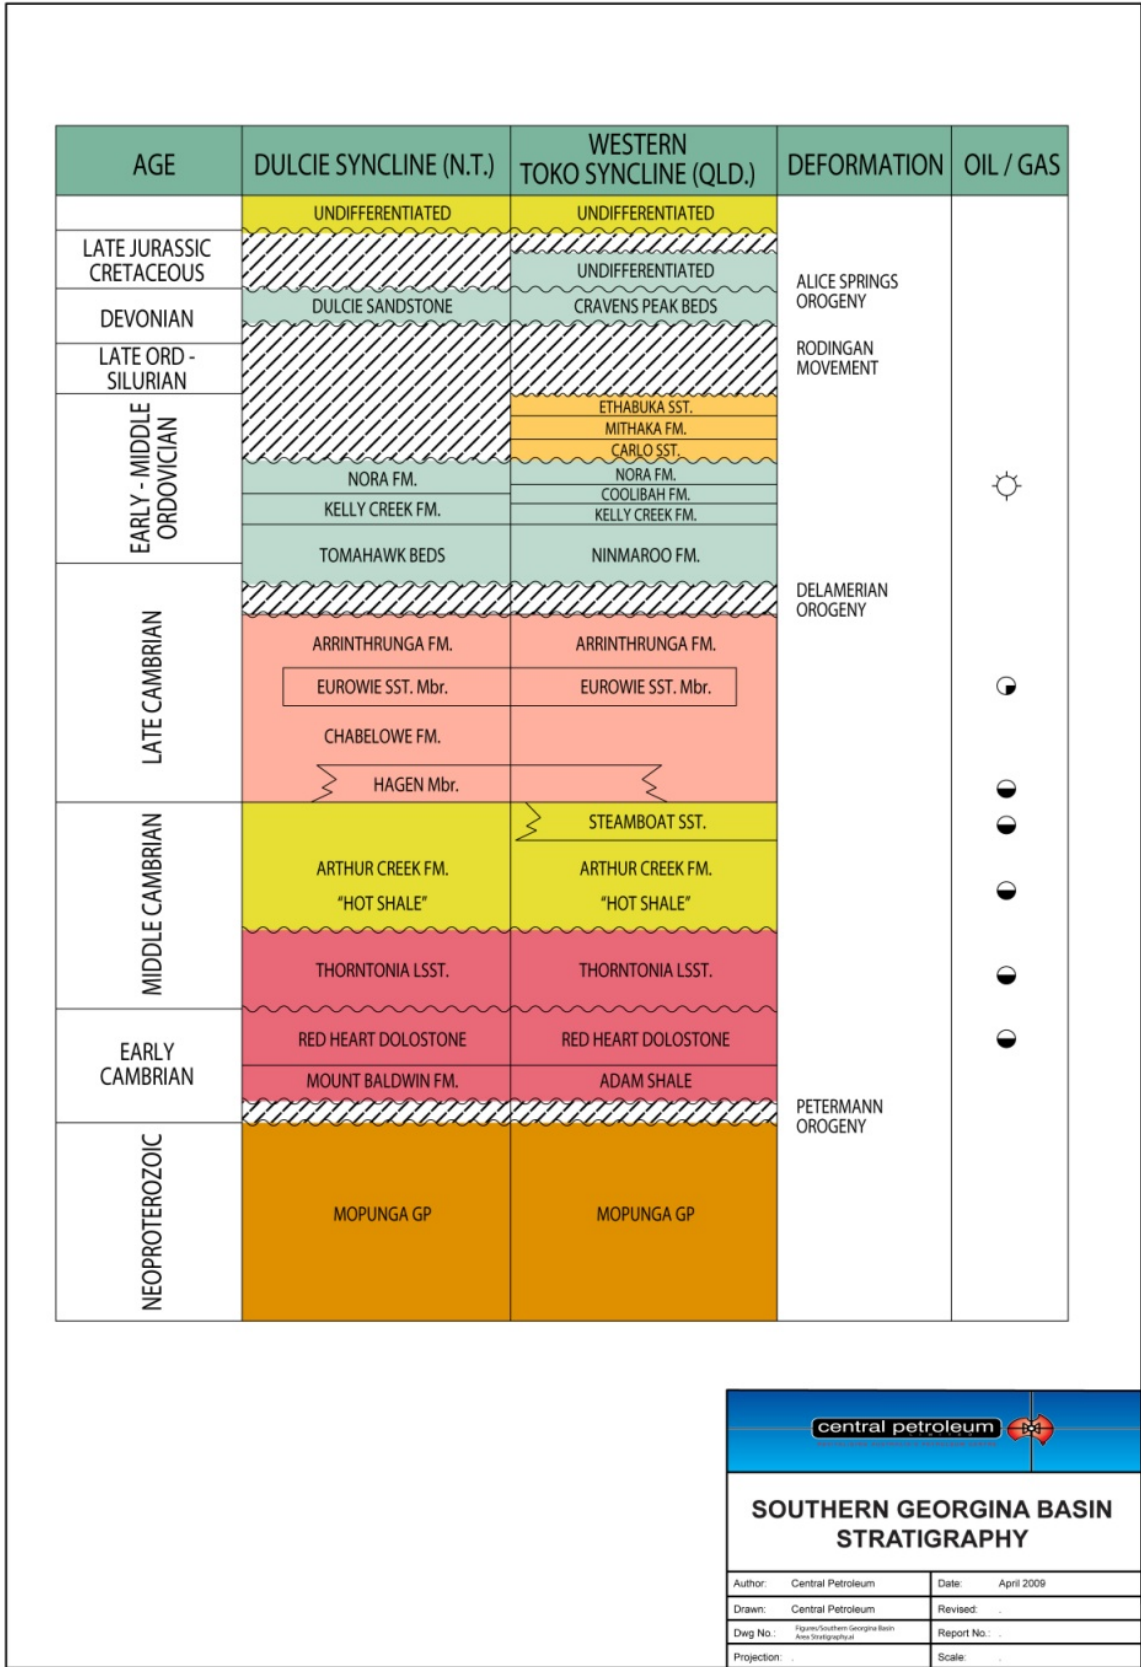 AGE
DULCIE SYNCLINE (N.T.)
WESTERN
TOKO SYNCLINE (QLD.)
DEFORMATION
OIL / GAS
UNDIFFERENTIATED
UNDIFFERENTIATED
LATE JURASSIC
CRETACEOUS
UNDIFFERENTIATED
ALICE SPRINGS
OROGENY
DEVONIAN
DULCIE SANDSTONE
CRAVENS PEAK BEDS
LATE ORD -
SILURIAN
RODINGAN
MOVEMENT
EARLY - MIDDLE
ORDOVICIAN
ETHABUKA SST.
MITHAKA FM.
CARLO SST.
NORA FM.
NORA FM.
COOLIBAH FM.
KELLY CREEK FM.
KELLY CREEK FM.
TOMAHAWK BEDS
NINMAROO FM.
DELAMERIAN
OROGENY
LATE CAMBRIAN
ARRINTHRUNGA FM.
ARRINTHRUNGA FM.
EUROWIE SST. Mbr.
EUROWIE SST. Mbr.
CHABELOWE FM.
HAGEN Mbr.
MIDDLE CAMBRIAN
STEAMBOAT SST.
ARTHUR CREEK FM.
ARTHUR CREEK FM.
"HOT SHALE"
"HOT SHALE"
THORNTONIA LSST.
THORNTONIA LSST.
EARLY
CAMBRIAN
RED HEART DOLOSTONE
RED HEART DOLOSTONE
MOUNT BALDWIN FM.
ADAM SHALE
PETERMANN
OROGENY
NEOPROTEROZOIC
MOPUNGA GP
MOPUNGA GP
central petroleum
SOUTHERN GEORGINA BASIN
STRATIGRAPHY
Author: Central Petroleum
Date: April 2009
Drawn: Central Petroleum
Revised: .
Dwg No.: Figures/Southern Georgina Basin
Area Stratigraphy.ai
Report No.: .
Projection: .
Scale: .